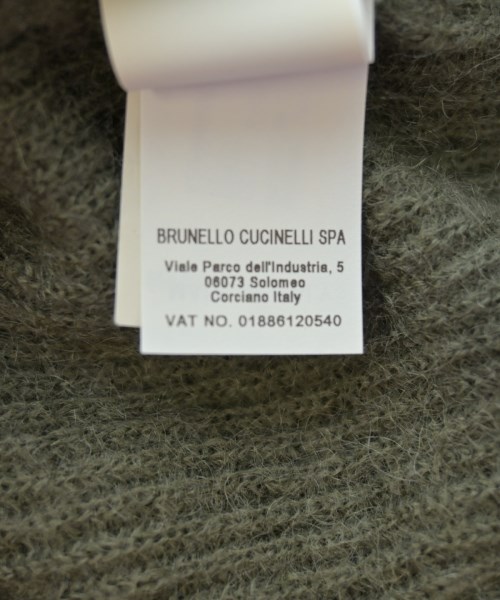 BRUNELLO CUCINELLI SPA
Viale Parco dell'Industria, 5
06073 Solomeo
Corciano Italy
VAT NO. 01886120540